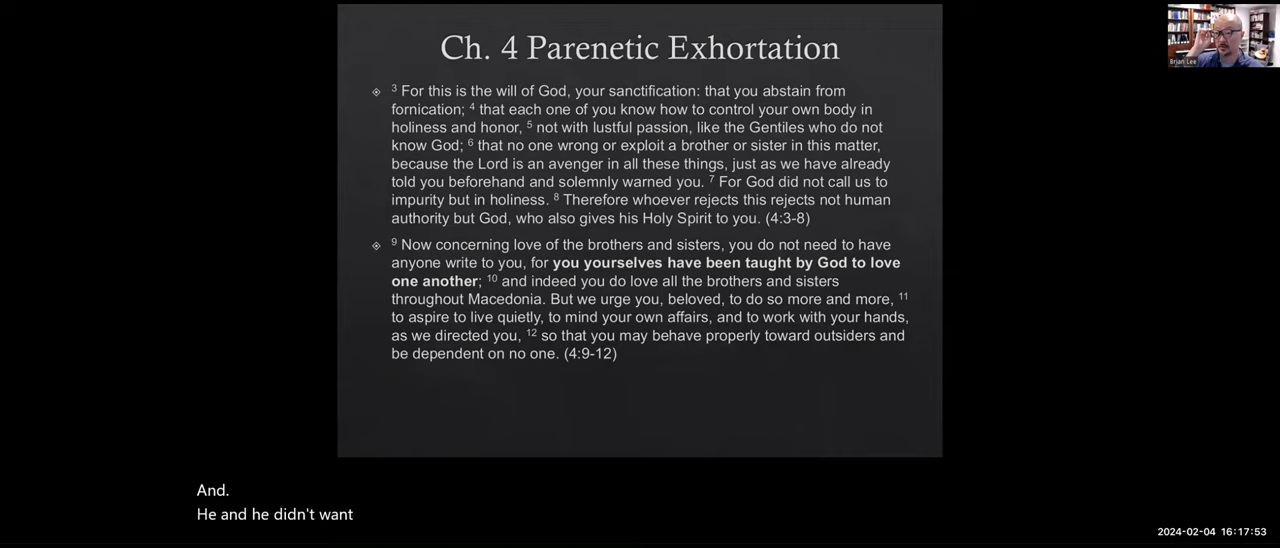 Ch. 4 Parenetic Exhortation
3 For this is the will of God, your sanctification: that you abstain from
fornication; 4 that each one of you know how to control your own body in
holiness and honor, 5 not with lustful passion, like the Gentiles who do not
know God; 6 that no one wrong or exploit a brother or sister in this matter,
because the Lord is an avenger in all these things, just as we have already
told you beforehand and solemnly warned you. 7 For God did not call us to
impurity but in holiness. 8 Therefore whoever rejects this rejects not human
authority but God, who also gives his Holy Spirit to you. (4:3-8)
9 Now concerning love of the brothers and sisters, you do not need to have
anyone write to you, for you yourselves have been taught by God to love
one another; 10 and indeed you do love all the brothers and sisters
throughout Macedonia. But we urge you, beloved, to do so more and more, 11
to aspire to live quietly, to mind your own affairs, and to work with your hands,
as we directed you, 12 so that you may behave properly toward outsiders and
be dependent on no one. (4:9-12)
Brian Lee
And.
He and he didn't want
2024-02-04 16:17:53